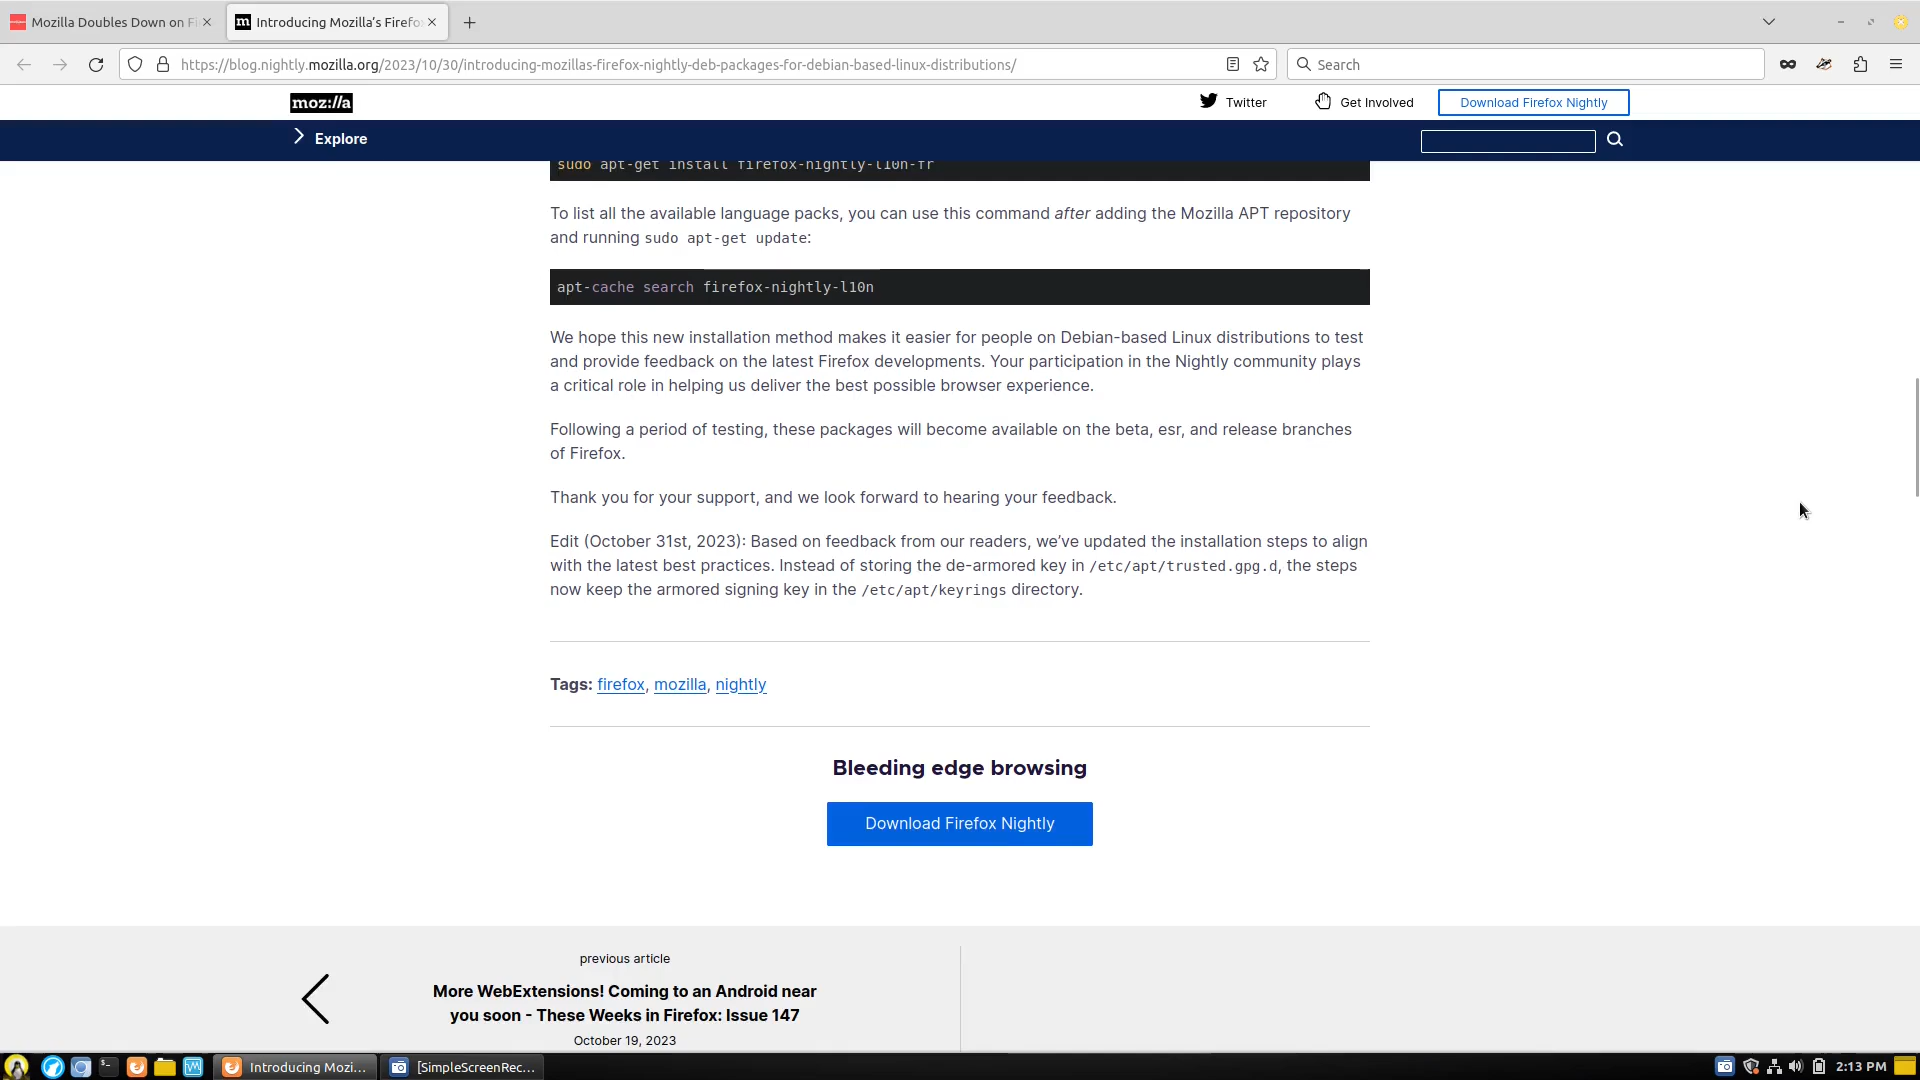 Mozilla Doubles Down on Fi
Introducing Mozilla's Firefo
https://blog.nightly.mozilla.org/2023/10/30/introducing-mozillas-firefox-nightly-deb-packages-for-debian-based-linux-distributions/
Search
moz://a
Twitter
Get Involved
Download Firefox Nightly
Explore
sudo apt-get install firefox-nightly-l10n-fr
To list all the available language packs, you can use this command after adding the Mozilla APT repository
and running sudo apt-get update:
apt-cache search firefox-nightly-l10n
We hope this new installation method makes it easier for people on Debian-based Linux distributions to test
and provide feedback on the latest Firefox developments. Your participation in the Nightly community plays
a critical role in helping us deliver the best possible browser experience.
Following a period of testing, these packages will become available on the beta, esr, and release branches
of Firefox.
Thank you for your support, and we look forward to hearing your feedback.
Edit (October 31st, 2023): Based on feedback from our readers, we've updated the installation steps to align
with the latest best practices. Instead of storing the de-armored key in /etc/apt/trusted.gpg.d, the steps
now keep the armored signing key in the /etc/apt/keyrings directory.
Tags: firefox, mozilla, nightly
Bleeding edge browsing
Download Firefox Nightly
previous article
More WebExtensions! Coming to an Android near
you soon - These Weeks in Firefox: Issue 147
October 19, 2023
Introducing Mozi...
[SimpleScreenRec...
2:13 PM